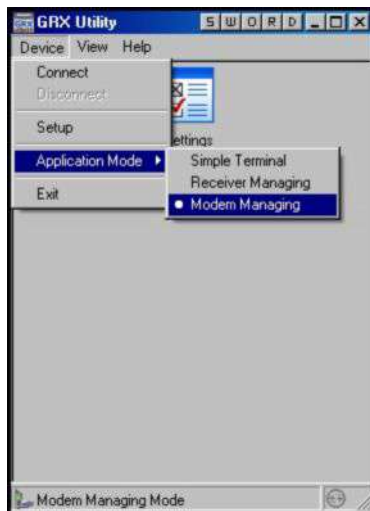 GRX Utility
S W O R D
Device View Help
Connect
Disconnect
Setup
ettings
Application Mode
Simple Terminal
Receiver Managing
Exit
Modem Managing
Modem Managing Mode